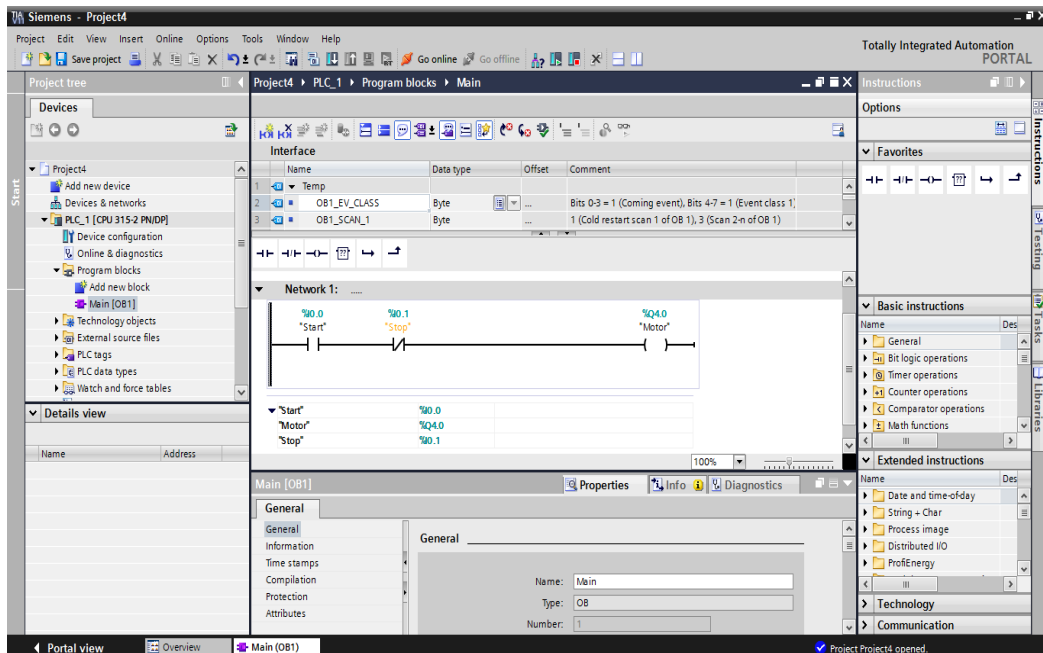 Siemens - Project4
Project Edit View Insert Online Options Tools Window Help
Totally Integrated Automation
PORTAL
Save project
Go online
Go offline
Project tree
Devices
Start
Project4
Add new device
Devices & networks
PLC_1 [CPU 315-2 PN/DP]
Device configuration
Online & diagnostics
Program blocks
Add new block
Main [OB1]
Technology objects
External source files
PLC tags
PLC data types
Watch and force tables
Details view
Name Address
Project4 PLC_1 Program blocks Main
Interface
Name Data type Offset Comment
1 Temp
2 OB1_EV_CLASS Byte ... Bits 0-3 = 1 (Coming event), Bits 4-7 = 1 (Event class 1)
3 OB1_SCAN_1 Byte ... 1 (Cold restart scan 1 of OB 1), 3 (Scan 2-n of OB 1)
??
Network 1: .....
%I0.0 %I0.1 %Q4.0
"Start" "Stop" "Motor"
"Start" %I0.0
"Motor" %Q4.0
"Stop" %I0.1
100%
Main [OB1]
Properties Info Diagnostics
General
General
Information
Time stamps
Compilation
Protection
Attributes
General
Name: Main
Type: OB
Number: 1
Instructions
Options
Favorites
??
Basic instructions
Name Des
General
Bit logic operations
Timer operations
Counter operations
Comparator operations
Math functions
Extended instructions
Name Des
Date and time-of-day
String + Char
Process image
Distributed I/O
ProfiEnergy
Technology
Communication
Instructions
Testing
Tasks
Libraries
Portal view
Overview
Main (OB1)
Project Project4 opened.